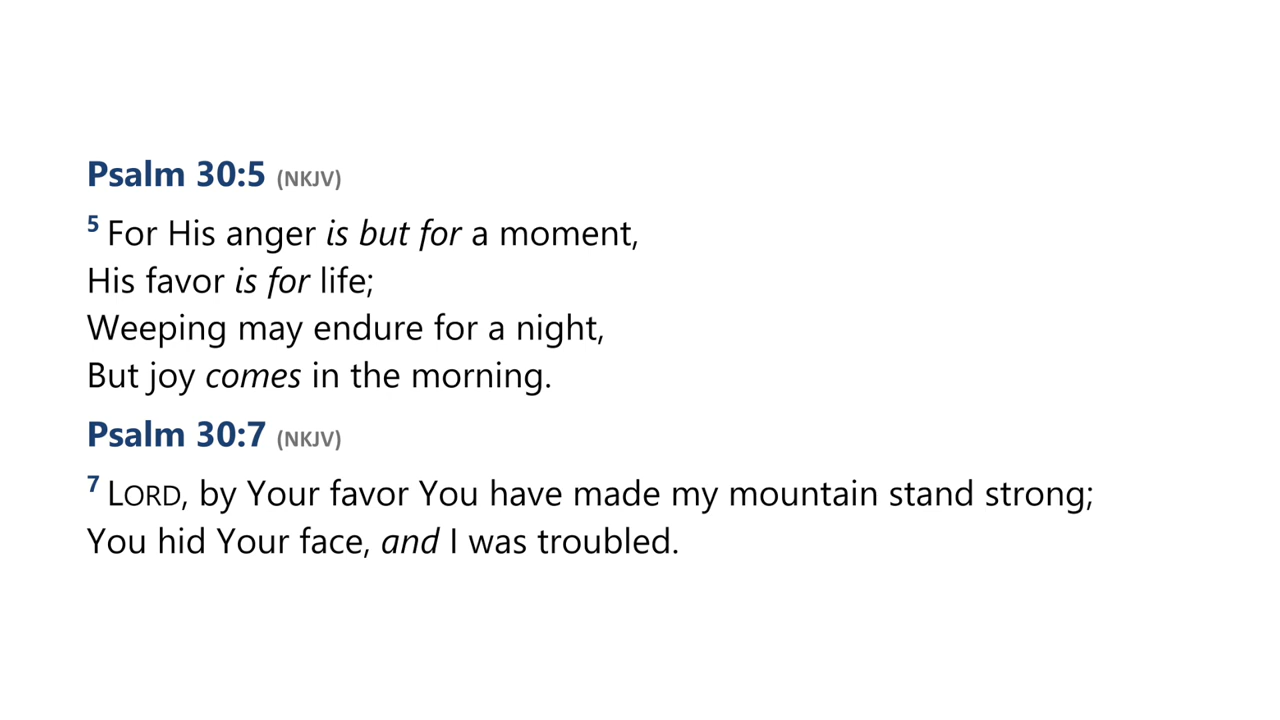 Psalm 30:5 (NKJV)
5 For His anger is but for a moment,
His favor is for life;
Weeping may endure for a night,
But joy comes in the morning.
Psalm 30:7 (NKJV)
7 LORD, by Your favor You have made my mountain stand strong;
You hid Your face, and I was troubled.